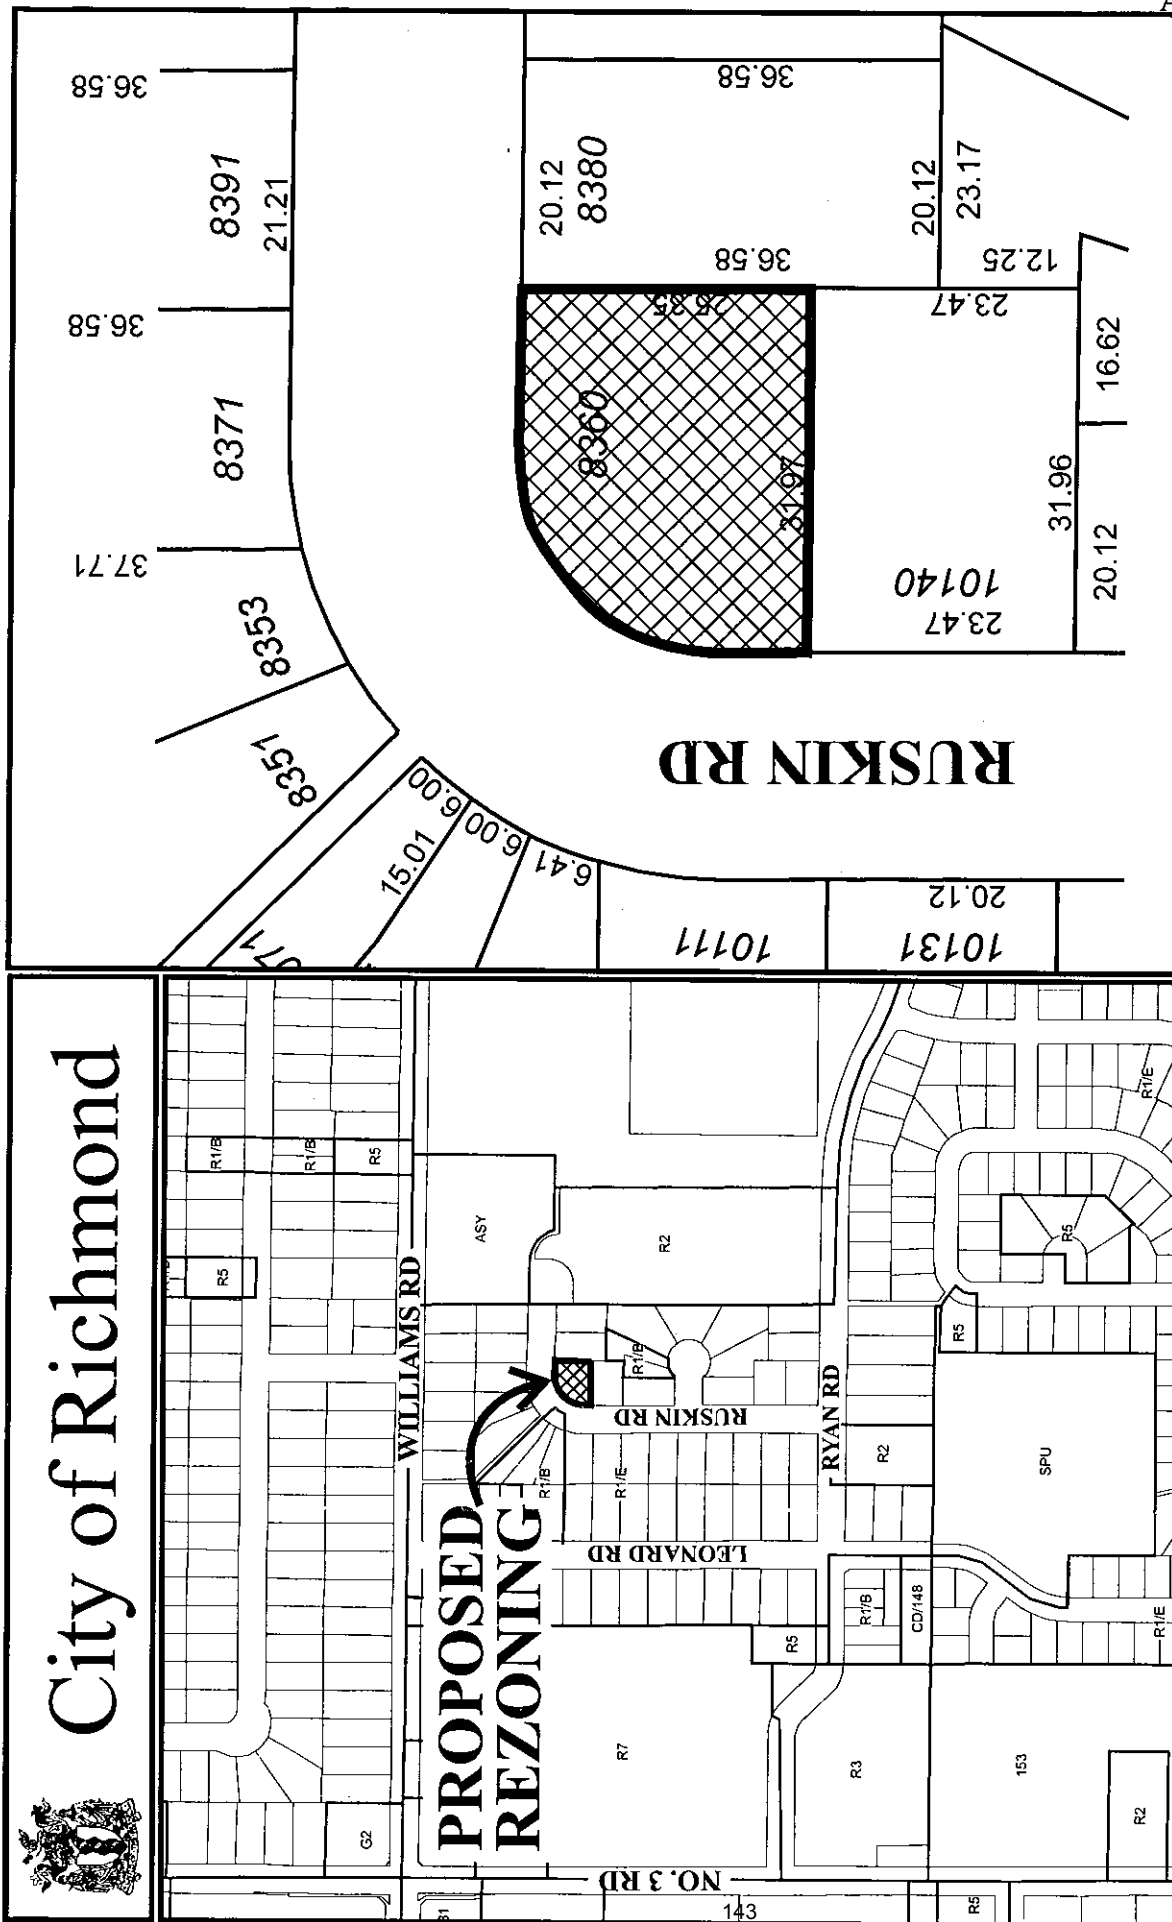 City of Richmond
R1/B
R1/B
R5
R5
G2
WILLIAMS RD
ASY
R2
PROPOSED
REZONING
R1/B
R1/E
R1/B
RUSKIN RD
LEONARD RD
RYAN RD
R7
R5
R2
R5
R5
R1/E
SPU
R1/B
CD/148
R1/E
R3
153
R2
NO. 3 RD
143
R5
36.58
8391
21.21
36.58
8371
37.71
8353
8351
6.00
15.01
6.00
6.41
10111
10131
20.12
RUSKIN RD
20.12
8380
36.58
36.58
20.12
23.17
12.25
8360
25.35
31.97
23.47
10140
23.47
31.96
16.62
20.12